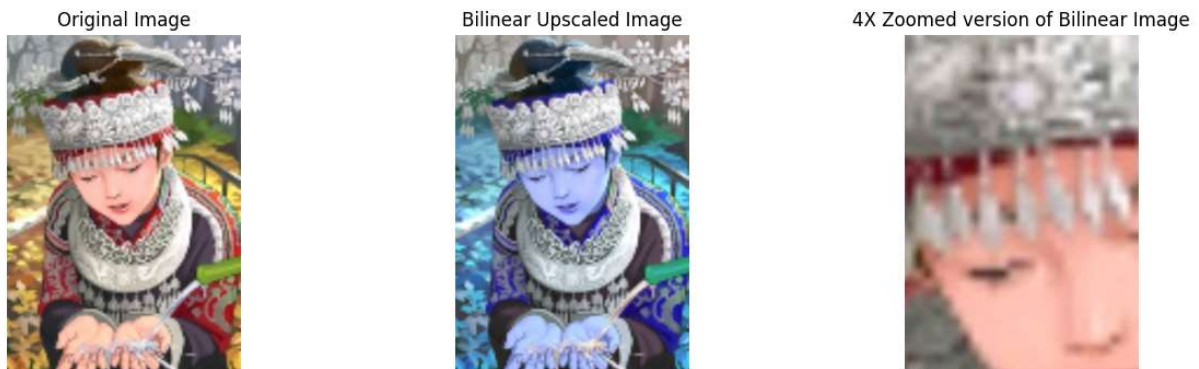 Original Image
Bilinear Upscaled Image
4X Zoomed version of Bilinear Image